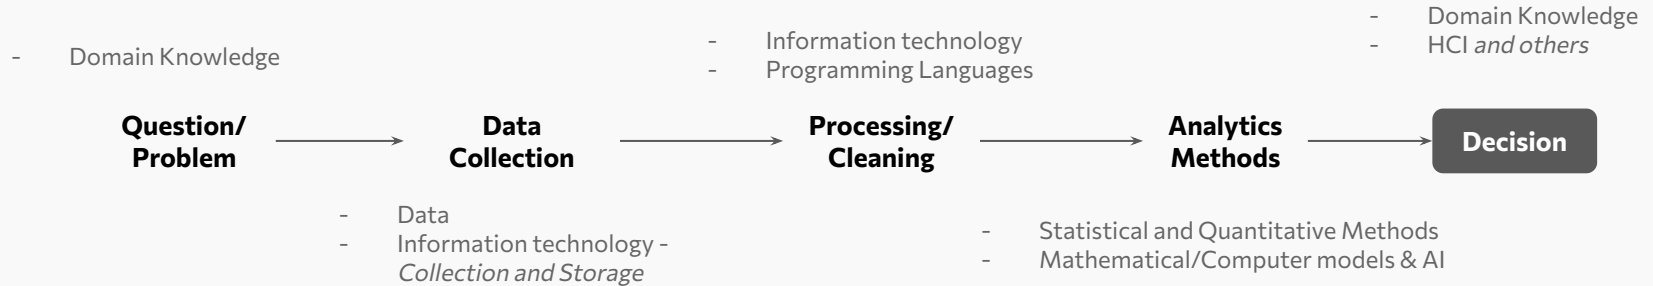 - Domain Knowledge
- Information technology
- Programming Languages
- Domain Knowledge
- HCI and others
Question/
Problem
Data
Collection
Processing/
Cleaning
Analytics
Methods
Decision
- Data
- Information technology -
Collection and Storage
- Statistical and Quantitative Methods
- Mathematical/Computer models & AI